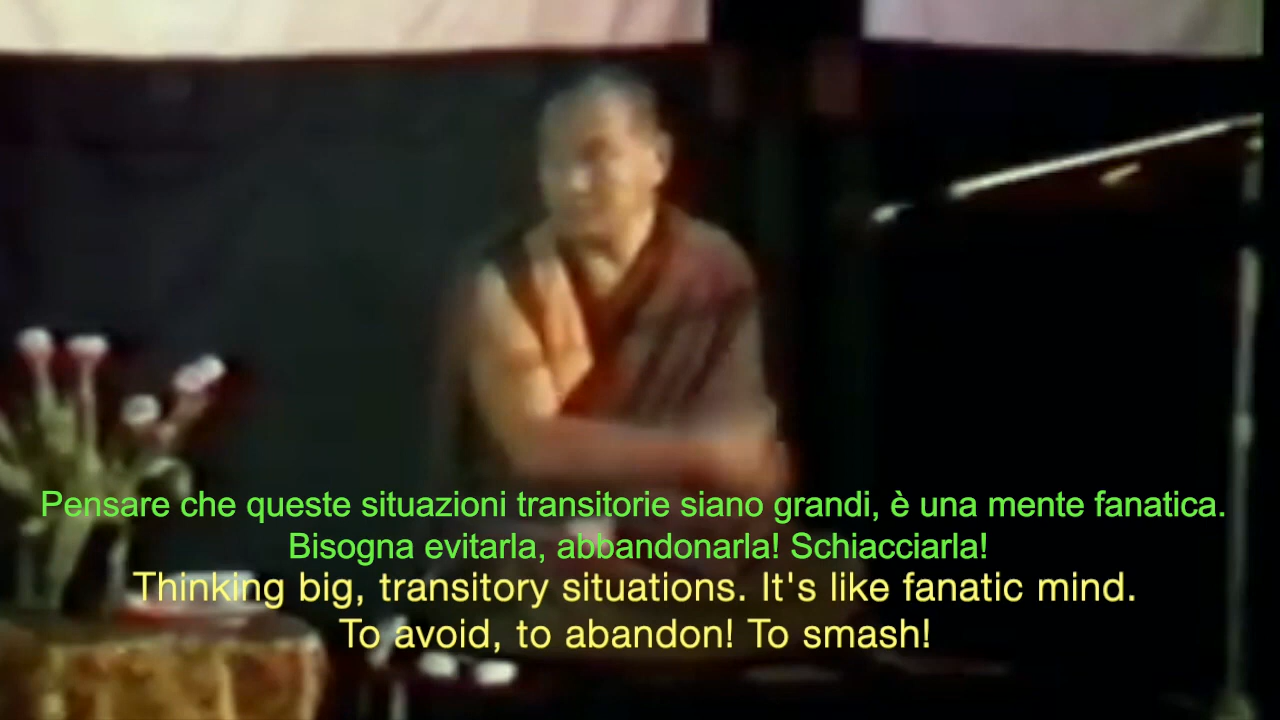 Pensare che queste situazioni transitorie siano grandi, è una mente fanatica.
Bisogna evitarla, abbandonarla! Schiacciarla!
Thinking big, transitory situations. It's like fanatic mind.
To avoid, to abandon! To smash!